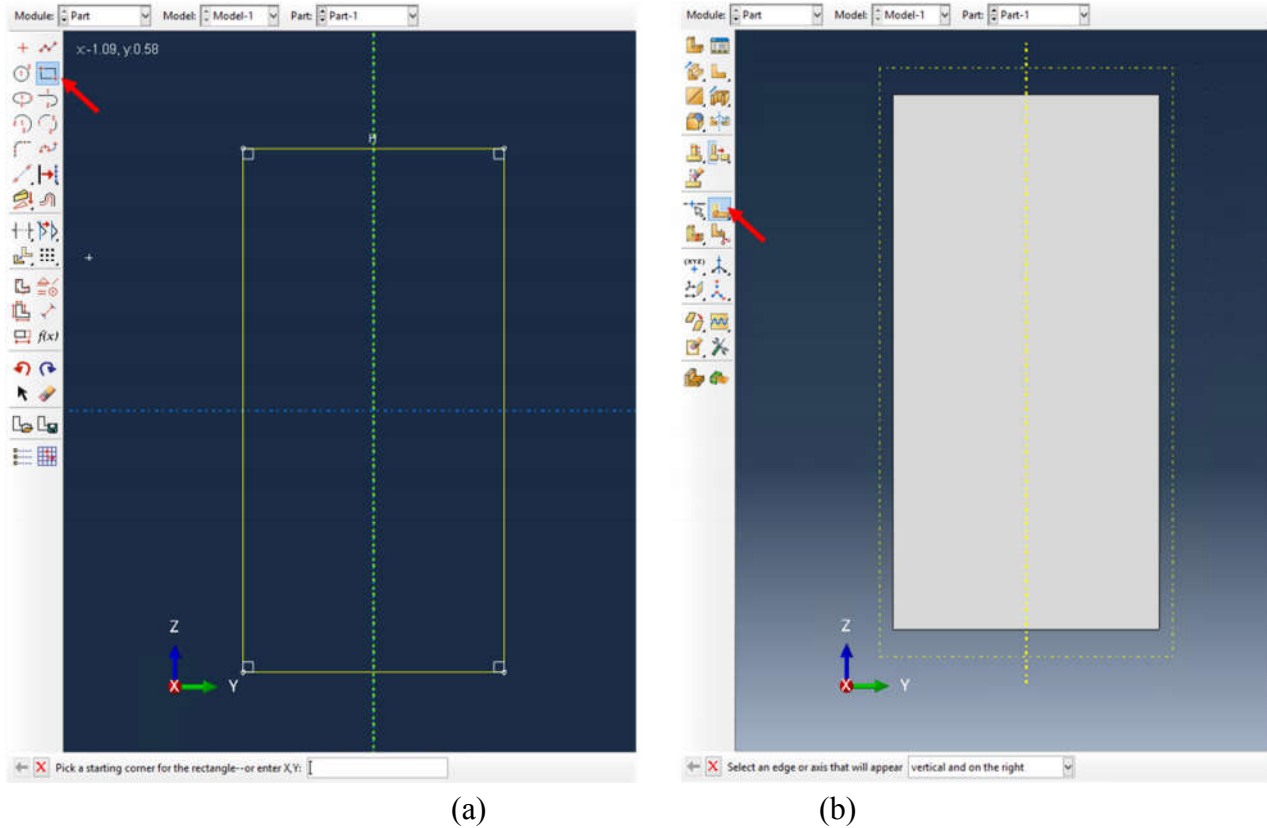 Module: Part Model: Model-1 Part: Part-1
x:-1.09, y:0.58
H
f(x)
Z
X
Y
Pick a starting corner for the rectangle--or enter X,Y:
(a)
Module: Part Model: Model-1 Part: Part-1
(XYZ)
Z
X
Y
Select an edge or axis that will appear vertical and on the right
(b)